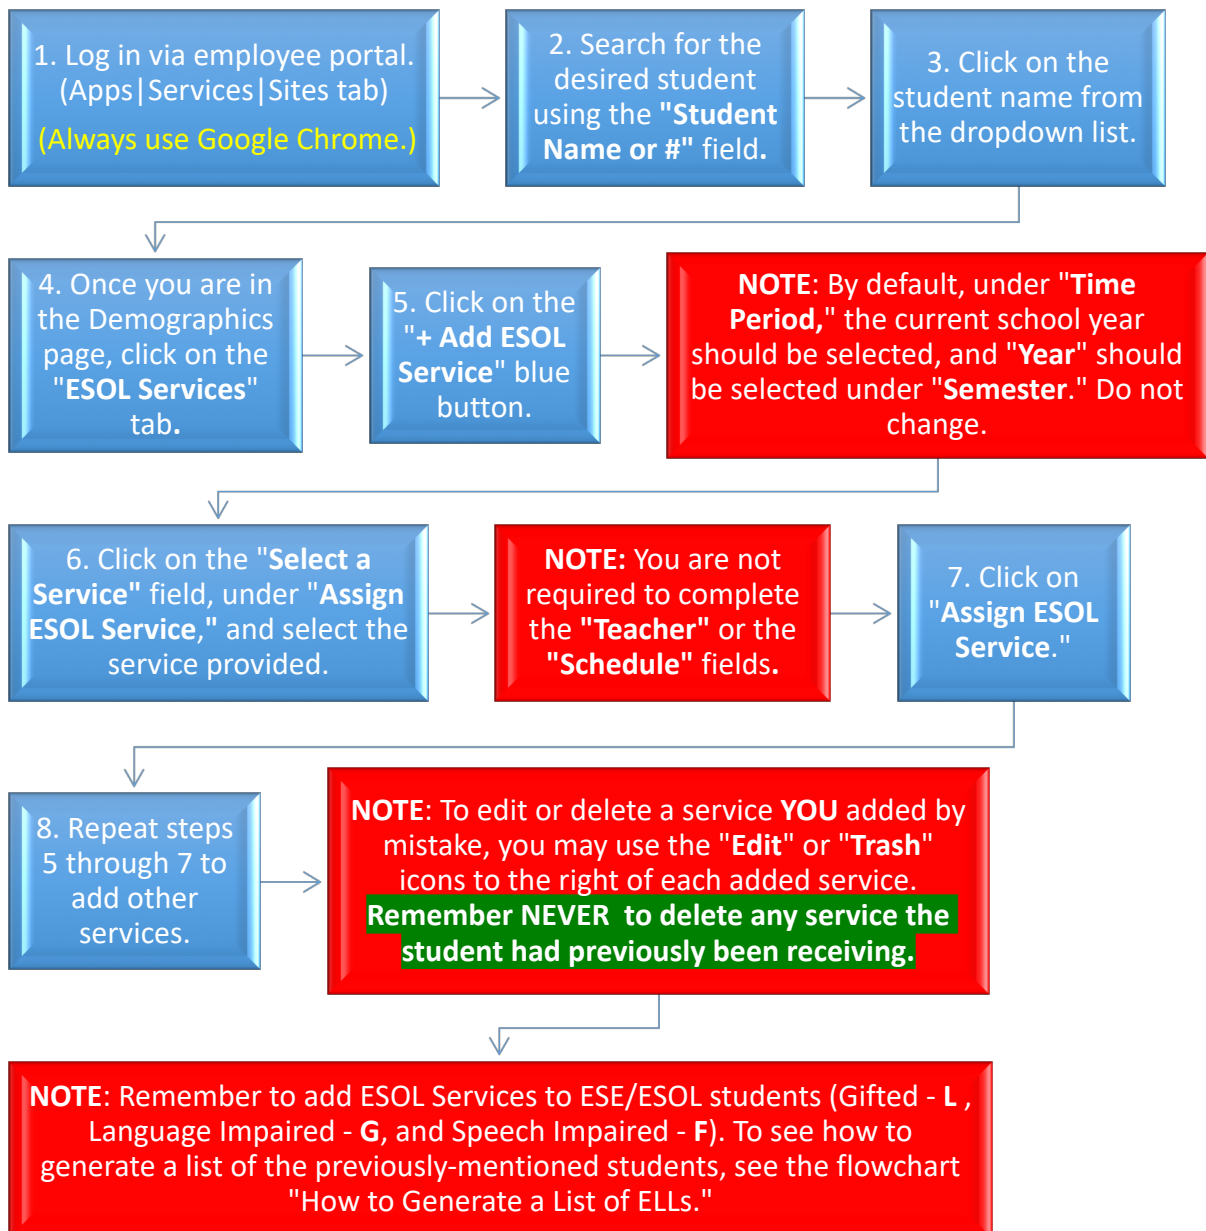 1. Log in via employee portal.
(Apps|Services|Sites tab)
(Always use Google Chrome.)
2. Search for the
desired student
using the "Student
Name or #" field.
3. Click on the
student name from
the dropdown list.
4. Once you are in
the Demographics
page, click on the
"ESOL Services"
tab.
5. Click on the
"+ Add ESOL
Service" blue
button.
NOTE: By default, under "Time
Period," the current school year
should be selected, and "Year" should
be selected under "Semester." Do not
change.
6. Click on the "Select a
Service" field, under "Assign
ESOL Service," and select the
service provided.
NOTE: You are not
required to complete
the "Teacher" or the
"Schedule" fields.
7. Click on
"Assign ESOL
Service."
8. Repeat steps
5 through 7 to
add other
services.
NOTE: To edit or delete a service YOU added by
mistake, you may use the "Edit" or "Trash"
icons to the right of each added service.
Remember NEVER  to delete any service the
student had previously been receiving.
NOTE: Remember to add ESOL Services to ESE/ESOL students (Gifted - L ,
Language Impaired - G, and Speech Impaired - F). To see how to
generate a list of the previously-mentioned students, see the flowchart
"How to Generate a List of ELLs."